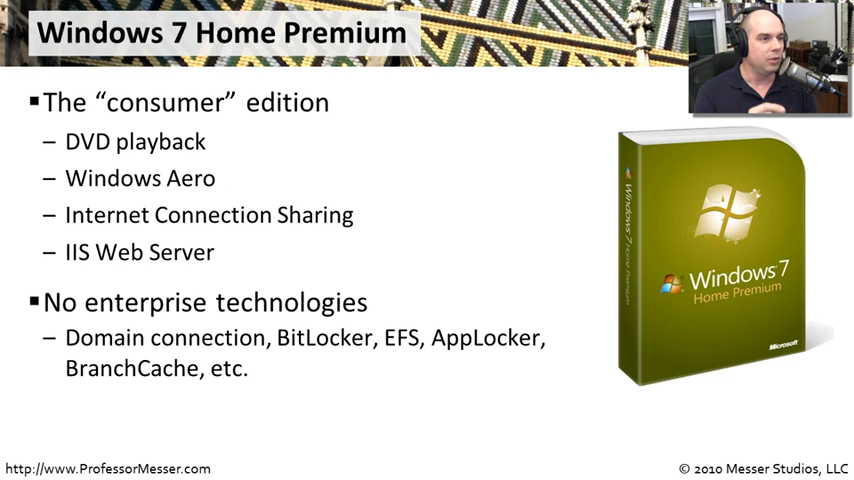 Windows 7 Home Premium
▪The “consumer” edition
– DVD playback
– Windows Aero
– Internet Connection Sharing
– IIS Web Server
▪No enterprise technologies
– Domain connection, BitLocker, EFS, AppLocker,
BranchCache, etc.
Windows 7 Home Premium
Windows 7
Home Premium
Microsoft
http://www.ProfessorMesser.com
© 2010 Messer Studios, LLC